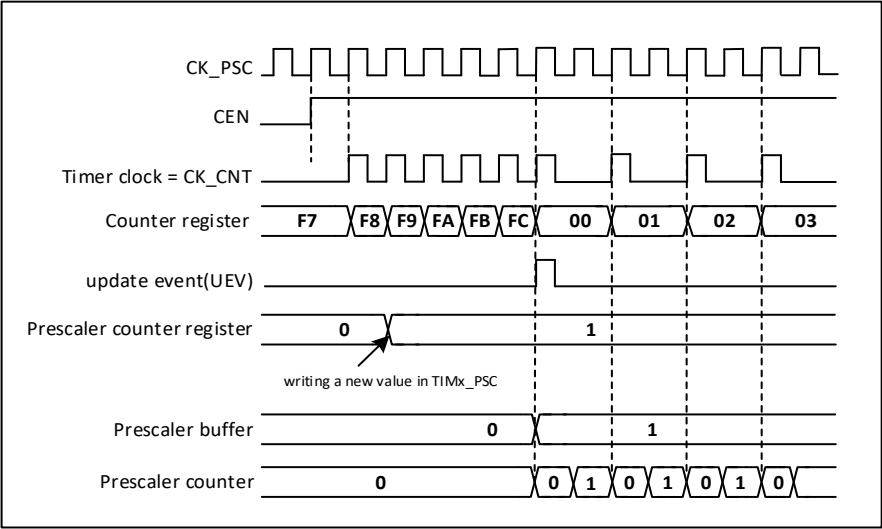 CK_PSC
CEN
Timer clock = CK_CNT
Counter register F7 F8 F9 FA FB FC 00 01 02 03
update event(UEV)
Prescaler counter register 0 1
writing a new value in TIMx_PSC
Prescaler buffer 0 1
Prescaler counter 0 0 1 0 1 0 1 0